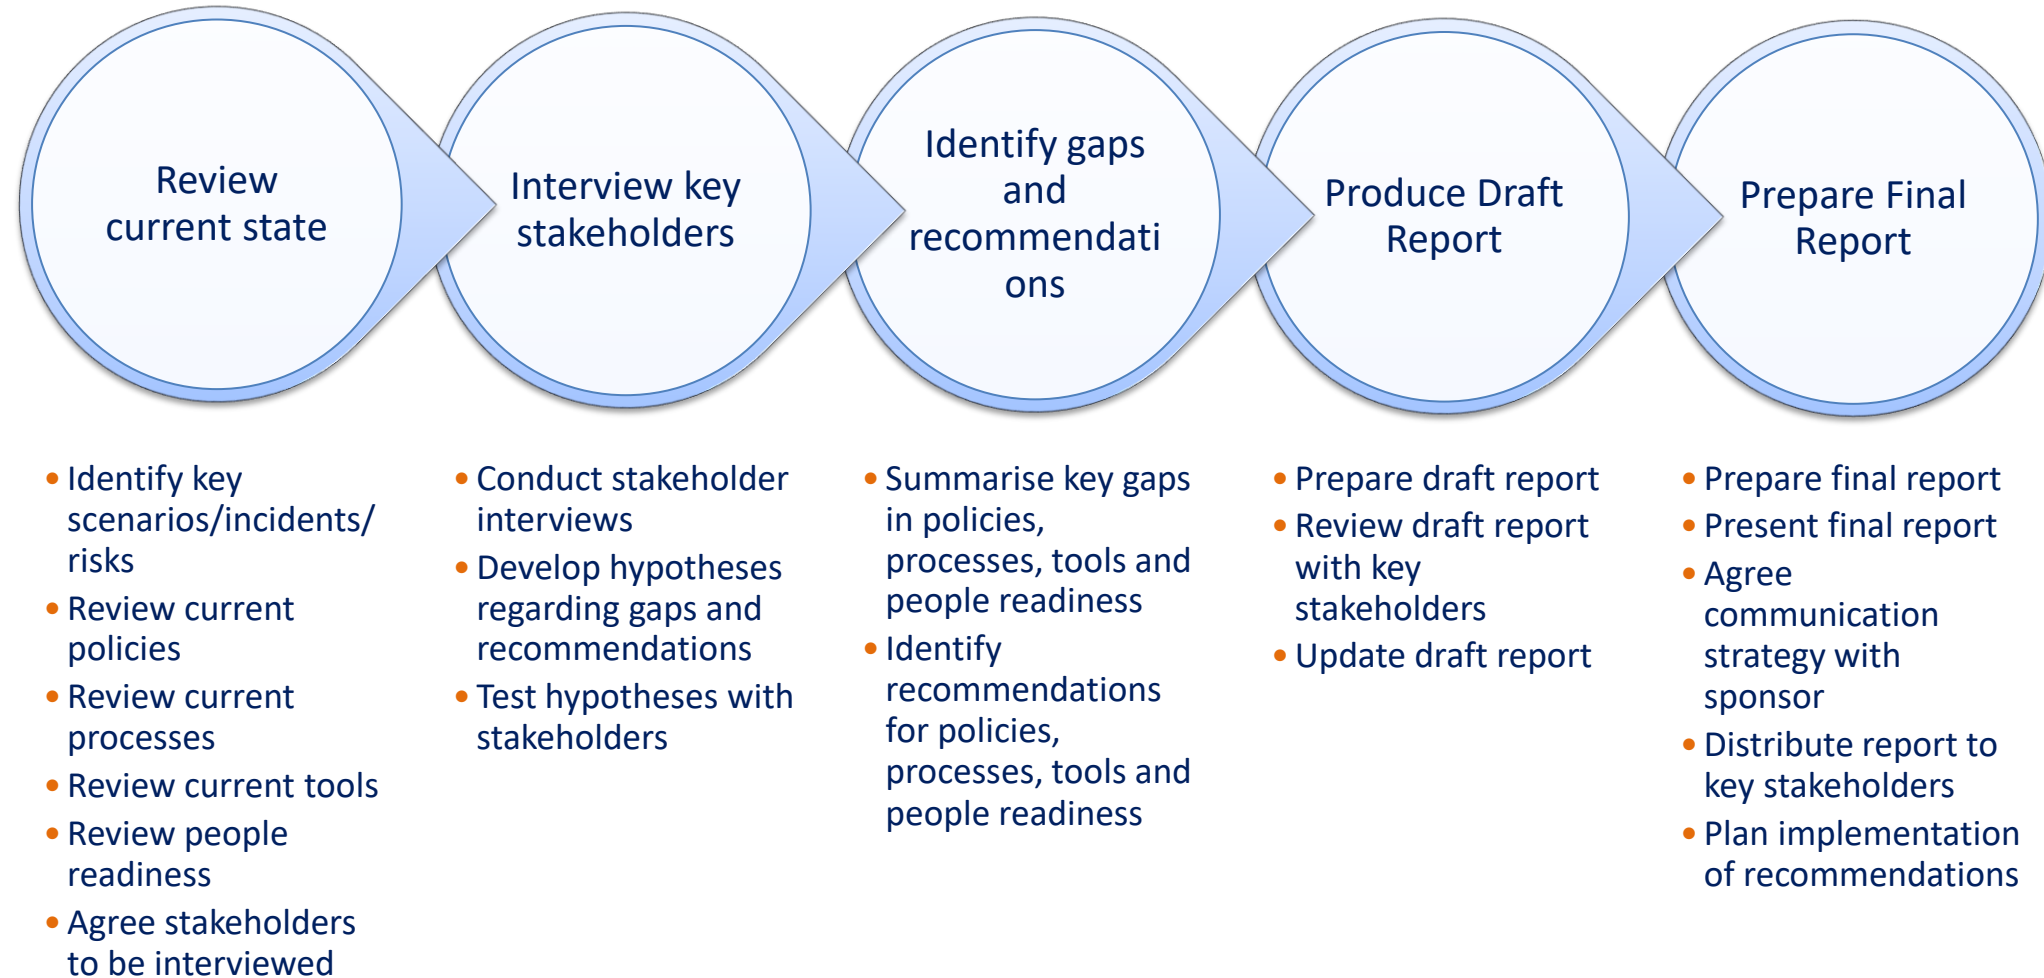 Review
current state
Interview key
stakeholders
Identify gaps
and
recommendati
ons
Produce Draft
Report
Prepare Final
Report
• Identify key
scenarios/incidents/
risks
• Review current
policies
• Review current
processes
• Review current tools
• Review people
readiness
• Agree stakeholders
to be interviewed
• Conduct stakeholder
interviews
• Develop hypotheses
regarding gaps and
recommendations
• Test hypotheses with
stakeholders
• Summarise key gaps
in policies,
processes, tools and
people readiness
• Identify
recommendations
for policies,
processes, tools and
people readiness
• Prepare draft report
• Review draft report
with key
stakeholders
• Update draft report
• Prepare final report
• Present final report
• Agree
communication
strategy with
sponsor
• Distribute report to
key stakeholders
• Plan implementation
of recommendations